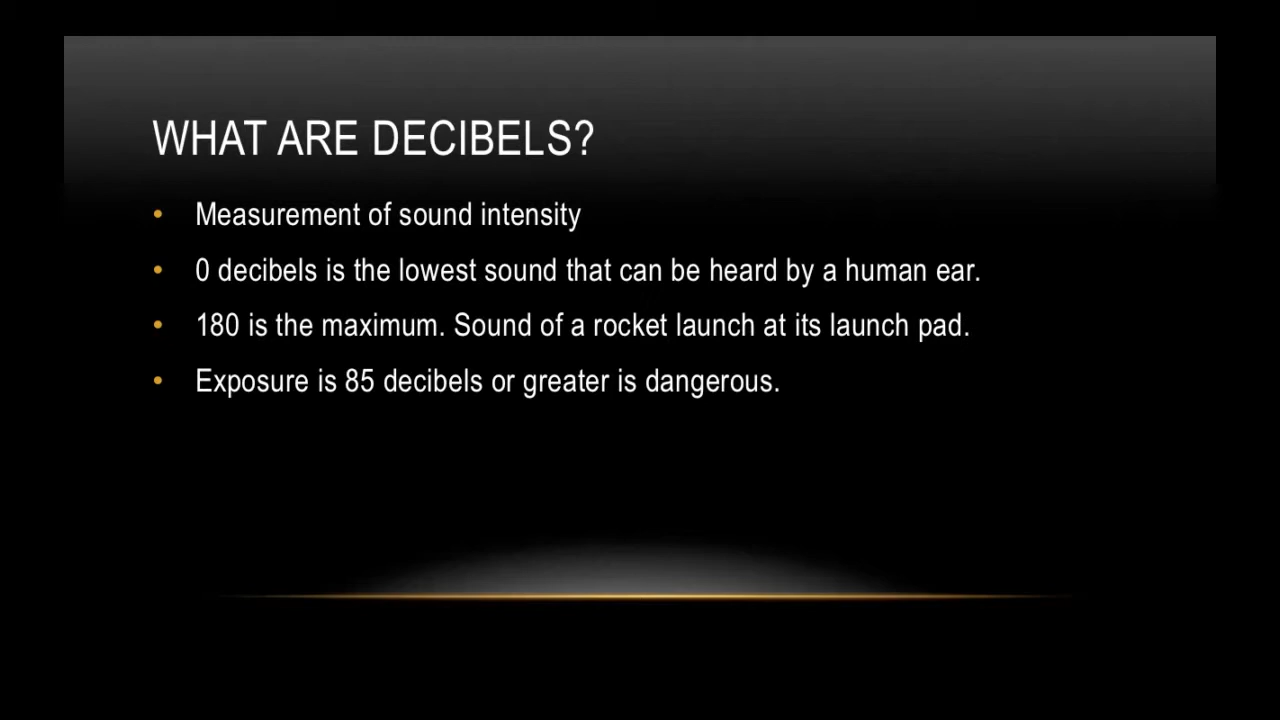 WHAT ARE DECIBELS?
• Measurement of sound intensity
• 0 decibels is the lowest sound that can be heard by a human ear.
• 180 is the maximum. Sound of a rocket launch at its launch pad.
• Exposure is 85 decibels or greater is dangerous.